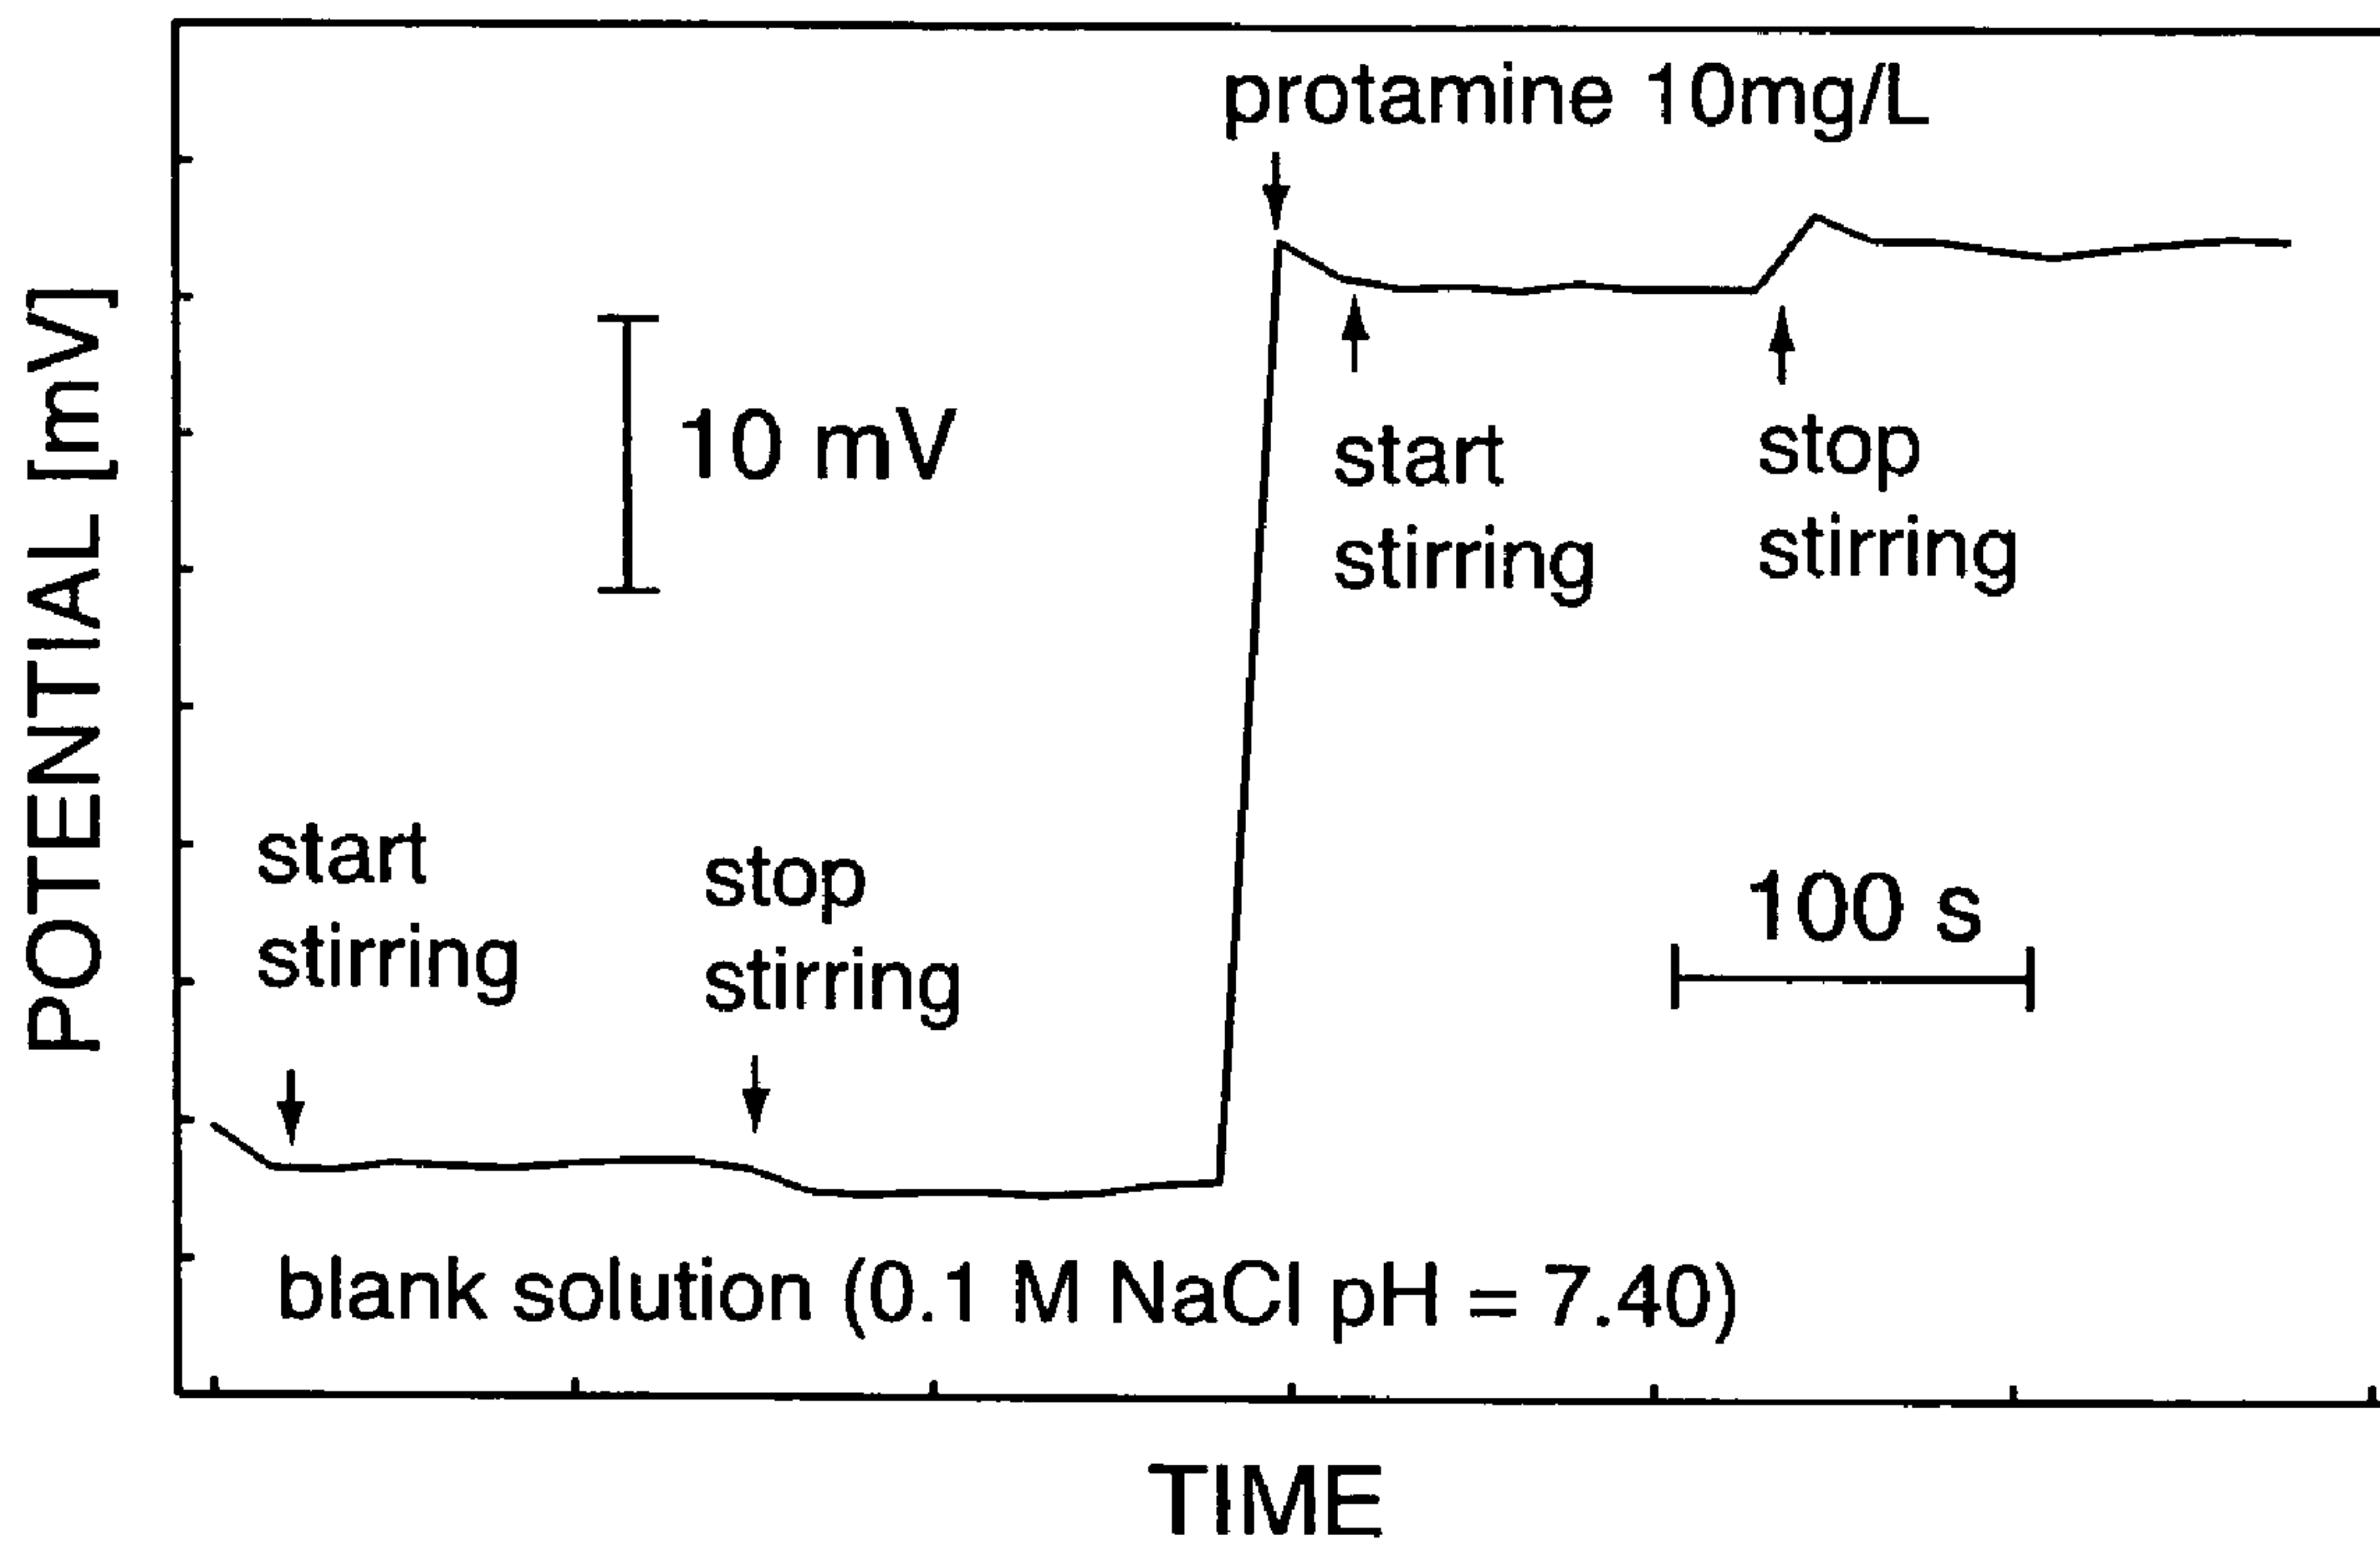 protamine 10mg/L
POTENTIAL [mV]
10 mV
start
stirring
stop
stirring
start
stirring
stop
stirring
100 s
blank solution (0.1 M NaCl pH = 7.40)
TIME